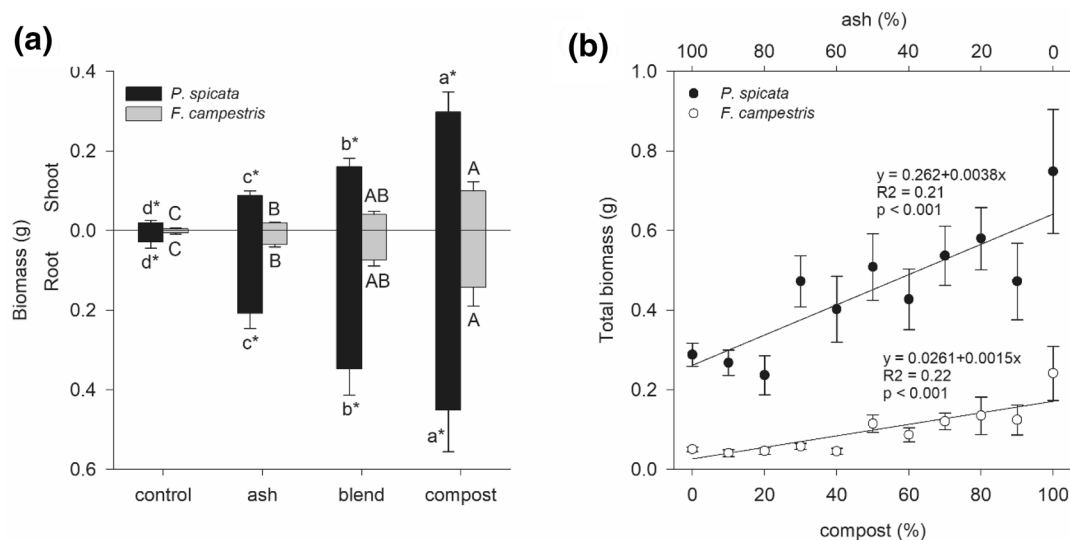 (a)
0.4
0.2
0.0
0.2
0.4
0.6
Biomass (g)
Root Shoot
P. spicata
F. campestris
a*
b*
c*
d*
A
AB
B
C
C
d*
B
c*
AB
b*
A
a*
control ash blend compost
(b)
ash (%)
100 80 60 40 20 0
1.0
0.8
0.6
0.4
0.2
0.0
Total biomass (g)
P. spicata
F. campestris
y = 0.262+0.0038x
R2 = 0.21
p < 0.001
y = 0.0261+0.0015x
R2 = 0.22
p < 0.001
0 20 40 60 80 100
compost (%)